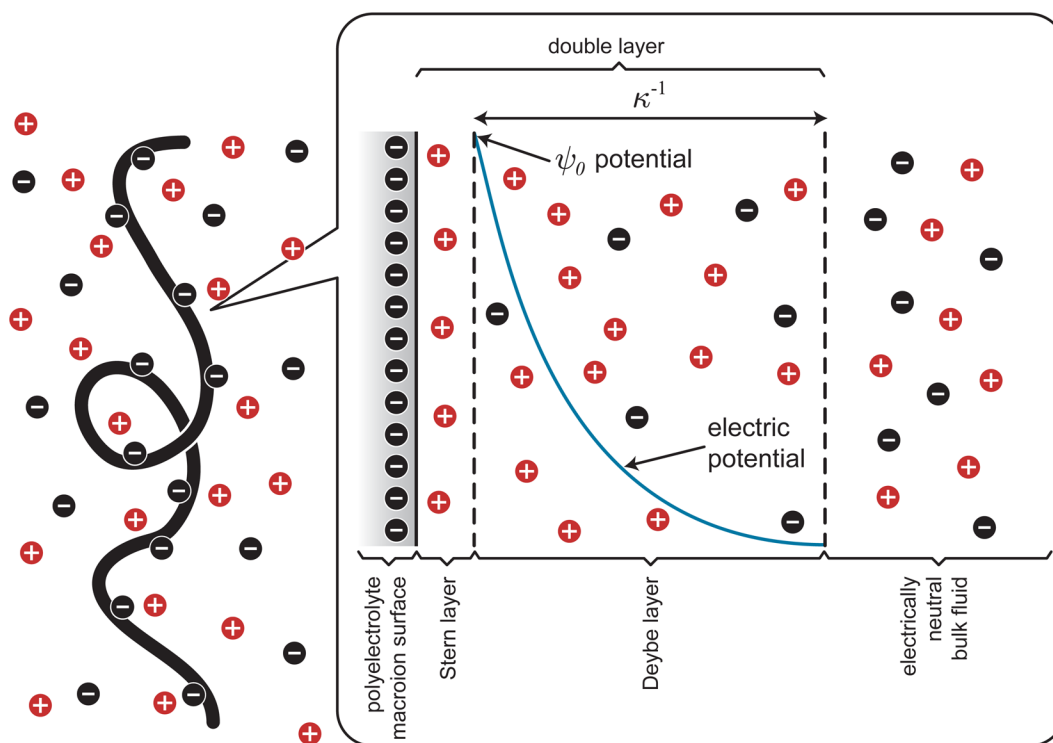 double layer
κ⁻¹
ψ₀ potential
electric
potential
polyelectrolyte
macroion surface
Stern layer
Deybe layer
electrically
neutral
bulk fluid